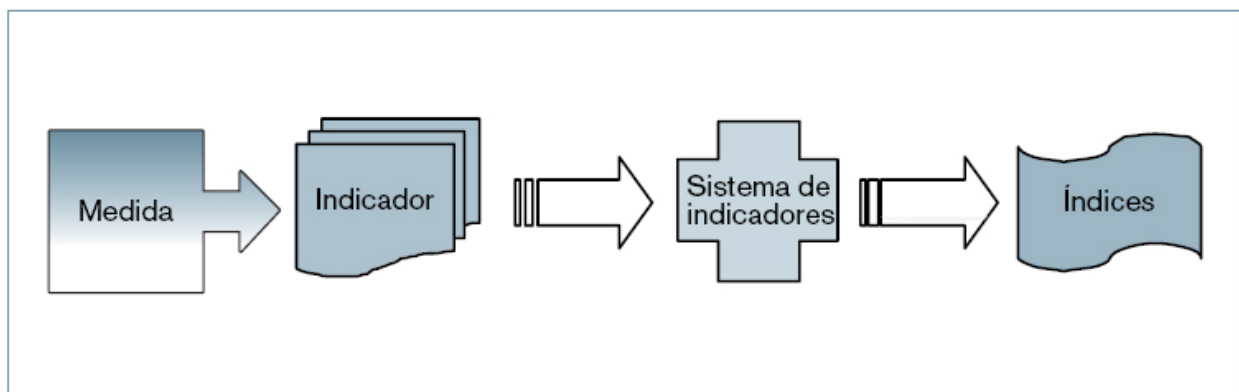 Medida
Indicador
Sistema de
indicadores
Índices